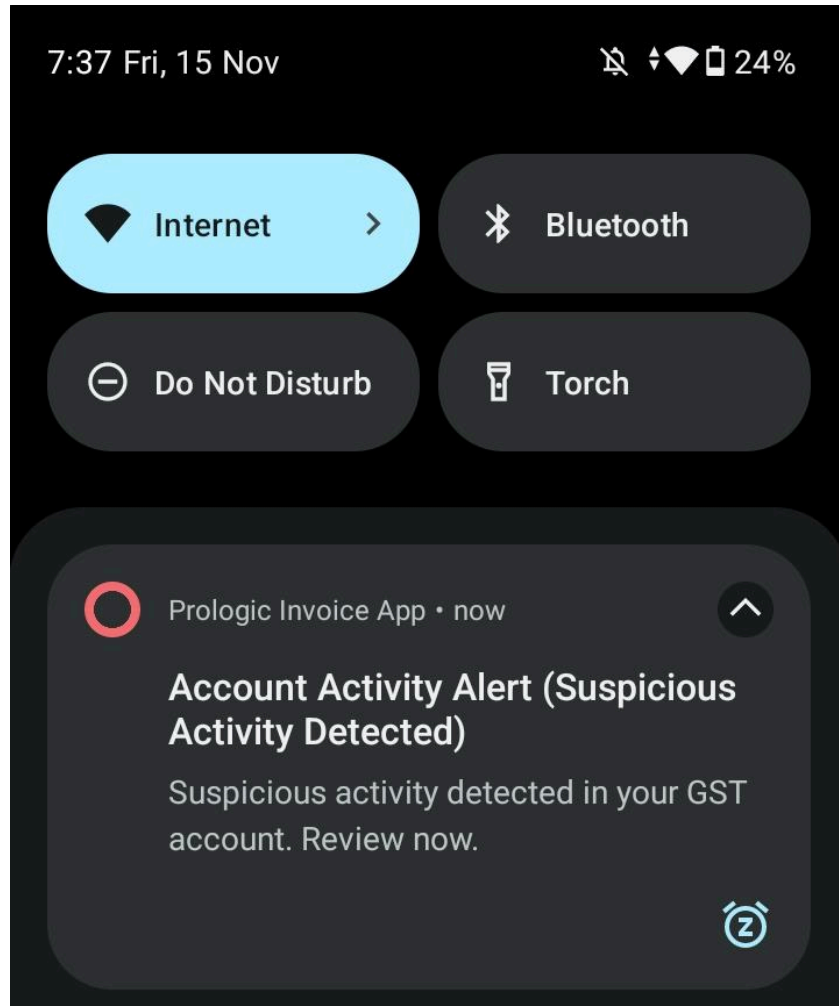 7:37 Fri, 15 Nov 24%
Internet
Bluetooth
Do Not Disturb
Torch
Prologic Invoice App • now
Account Activity Alert (Suspicious
Activity Detected)
Suspicious activity detected in your GST
account. Review now.